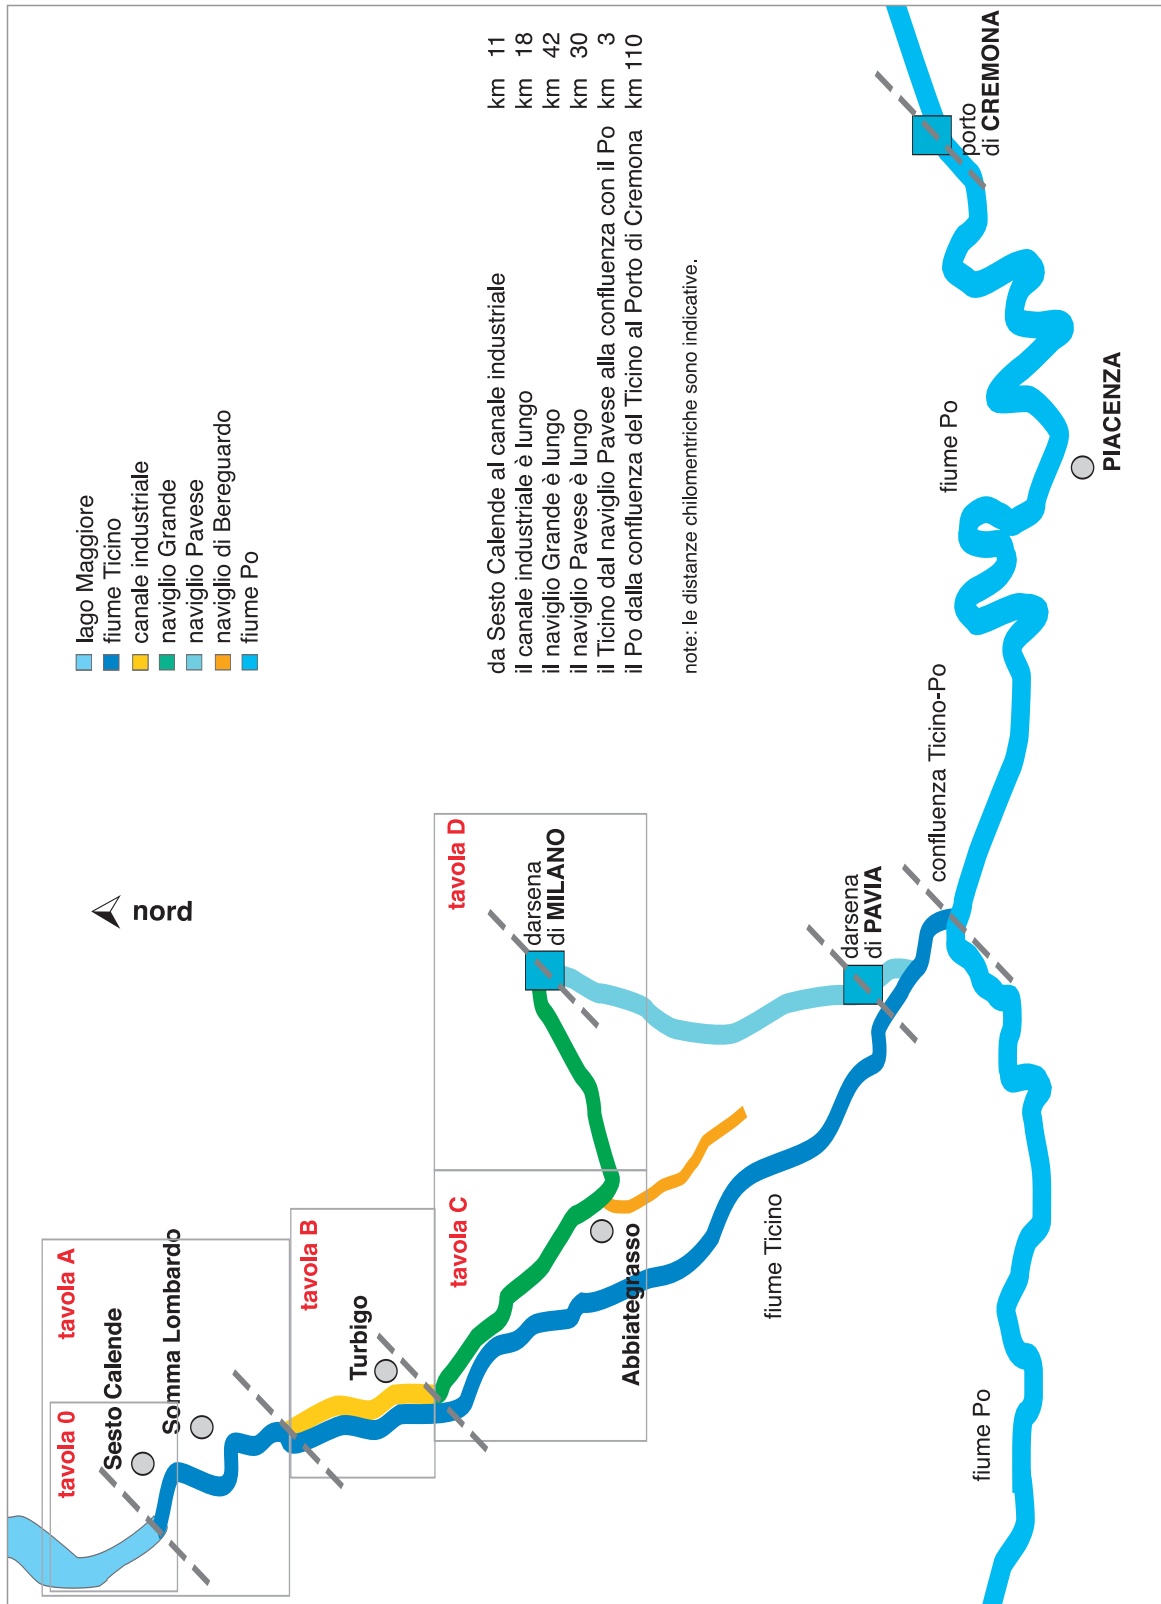 lago Maggiore
fiume Ticino
canale industriale
naviglio Grande
naviglio Pavese
naviglio di Bereguardo
fiume Po
da Sesto Calende al canale industriale km 11
il canale industriale è lungo km 18
il naviglio Grande è lungo km 42
il naviglio Pavese è lungo km 30
il Ticino dal naviglio Pavese alla confluenza con il Po km 3
il Po dalla confluenza del Ticino al Porto di Cremona km 110
note: le distanze chilomentriche sono indicative.
nord
tavola 0
tavola A
Sesto Calende
Somma Lombardo
tavola B
Turbigo
tavola C
Abbiategrasso
tavola D
darsena
di MILANO
darsena
di PAVIA
fiume Ticino
confluenza Ticino-Po
fiume Po
fiume Po
PIACENZA
porto
di CREMONA